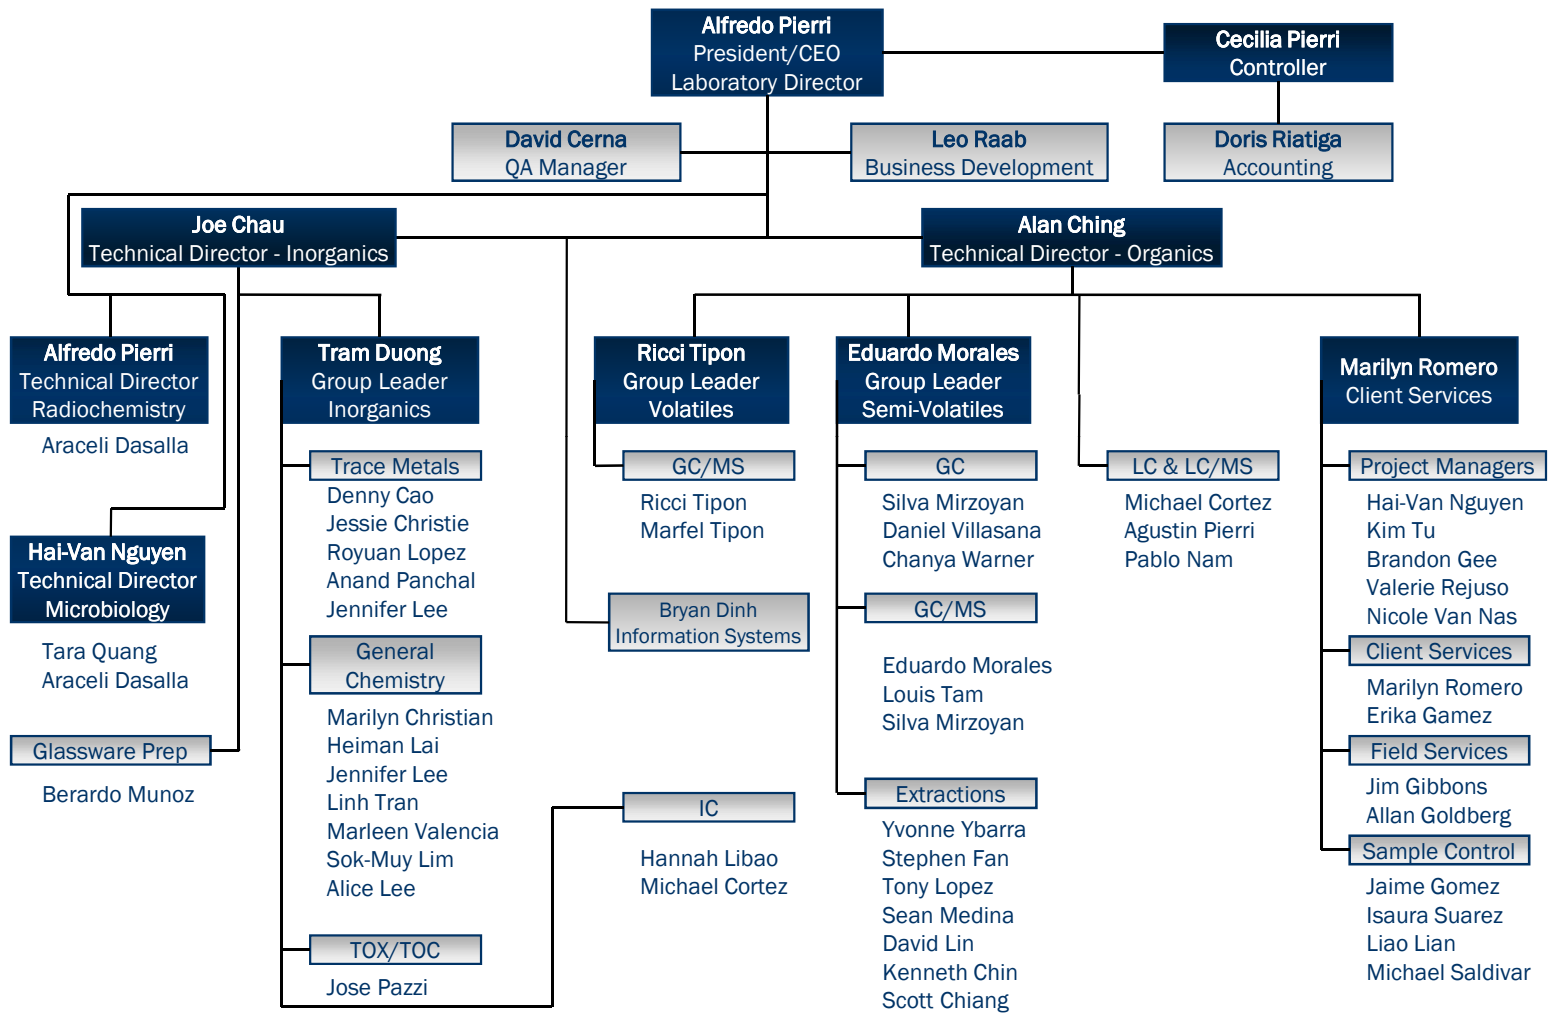 Alfredo Pierri
President/CEO
Laboratory Director
Cecilia Pierri
Controller
David Cerna
QA Manager
Leo Raab
Business Development
Doris Riatiga
Accounting
Joe Chau
Technical Director - Inorganics
Alan Ching
Technical Director - Organics
Alfredo Pierri
Technical Director
Radiochemistry
Araceli Dasalla
Hai-Van Nguyen
Technical Director
Microbiology
Tara Quang
Araceli Dasalla
Glassware Prep
Berardo Munoz
Tram Duong
Group Leader
Inorganics
Trace Metals
Denny Cao
Jessie Christie
Royuan Lopez
Anand Panchal
Jennifer Lee
General
Chemistry
Marilyn Christian
Heiman Lai
Jennifer Lee
Linh Tran
Marleen Valencia
Sok-Muy Lim
Alice Lee
TOX/TOC
Jose Pazzi
Ricci Tipon
Group Leader
Volatiles
GC/MS
Ricci Tipon
Marfel Tipon
Bryan Dinh
Information Systems
IC
Hannah Libao
Michael Cortez
Eduardo Morales
Group Leader
Semi-Volatiles
GC
Silva Mirzoyan
Daniel Villasana
Chanya Warner
GC/MS
Eduardo Morales
Louis Tam
Silva Mirzoyan
Extractions
Yvonne Ybarra
Stephen Fan
Tony Lopez
Sean Medina
David Lin
Kenneth Chin
Scott Chiang
LC & LC/MS
Michael Cortez
Agustin Pierri
Pablo Nam
Marilyn Romero
Client Services
Project Managers
Hai-Van Nguyen
Kim Tu
Brandon Gee
Valerie Rejuso
Nicole Van Nas
Client Services
Marilyn Romero
Erika Gamez
Field Services
Jim Gibbons
Allan Goldberg
Sample Control
Jaime Gomez
Isaura Suarez
Liao Lian
Michael Saldivar